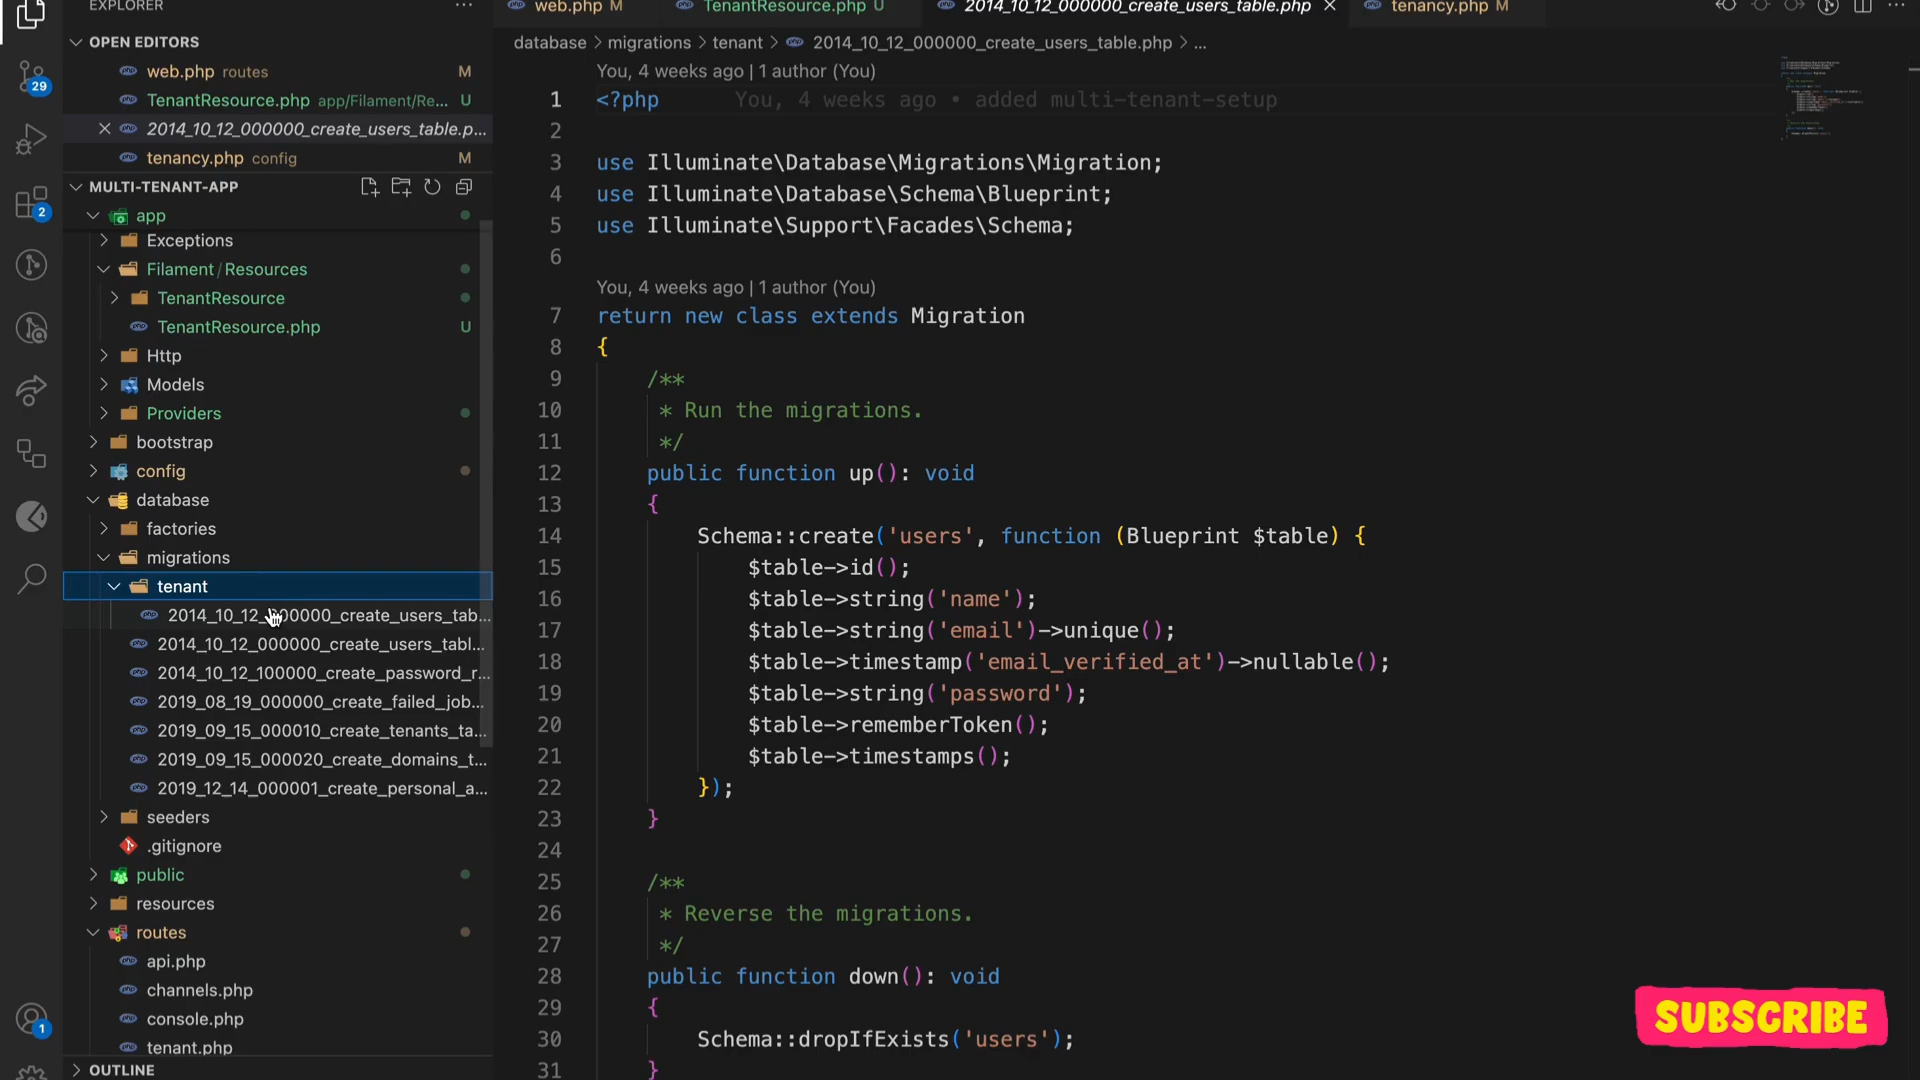 EXPLORER
OPEN EDITORS
web.php routes M
TenantResource.php app/Filament/Re... U
2014_10_12_000000_create_users_table.p...
tenancy.php config M
MULTI-TENANT-APP
app
Exceptions
Filament / Resources
TenantResource
TenantResource.php U
Http
Models
Providers
bootstrap
config
database
factories
migrations
tenant
2014_10_12_000000_create_users_tab...
2014_10_12_000000_create_users_tabl...
2014_10_12_100000_create_password_r...
2019_08_19_000000_create_failed_job...
2019_09_15_000010_create_tenants_ta...
2019_09_15_000020_create_domains_t...
2019_12_14_000001_create_personal_a...
seeders
.gitignore
public
resources
routes
api.php
channels.php
console.php
tenant.php
OUTLINE
29
2
1
web.php M
TenantResource.php U
2014_10_12_000000_create_users_table.php
tenancy.php M
database > migrations > tenant > 2014_10_12_000000_create_users_table.php > ...
You, 4 weeks ago | 1 author (You)
1 <?php You, 4 weeks ago • added multi-tenant-setup
2
3 use Illuminate\Database\Migrations\Migration;
4 use Illuminate\Database\Schema\Blueprint;
5 use Illuminate\Support\Facades\Schema;
6
You, 4 weeks ago | 1 author (You)
7 return new class extends Migration
8 {
9 /**
10 * Run the migrations.
11 */
12 public function up(): void
13 {
14 Schema::create('users', function (Blueprint $table) {
15 $table->id();
16 $table->string('name');
17 $table->string('email')->unique();
18 $table->timestamp('email_verified_at')->nullable();
19 $table->string('password');
20 $table->rememberToken();
21 $table->timestamps();
22 });
23 }
24
25 /**
26 * Reverse the migrations.
27 */
28 public function down(): void
29 {
30 Schema::dropIfExists('users');
31 }
SUBSCRIBE